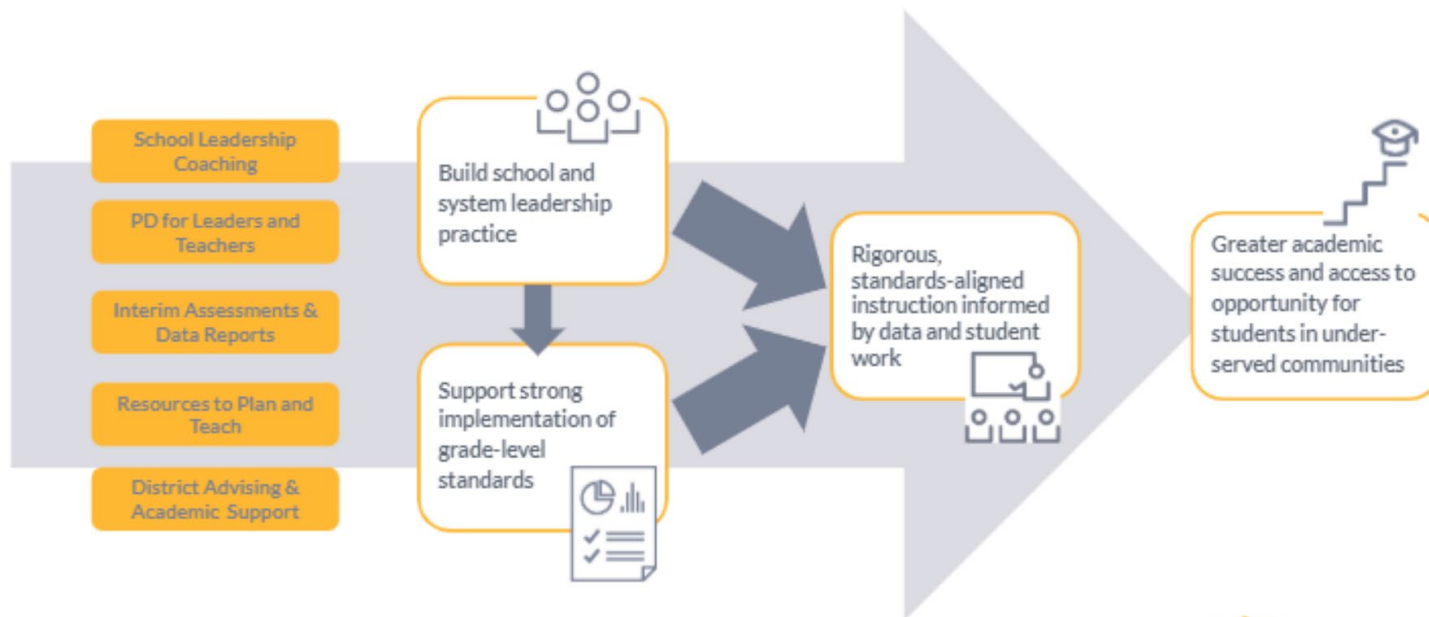 School Leadership
Coaching
PD for Leaders and
Teachers
Interim Assessments &
Data Reports
Resources to Plan and
Teach
District Advising &
Academic Support
Build school and
system leadership
practice
Support strong
implementation of
grade-level
standards
Rigorous,
standards-aligned
instruction informed
by data and student
work
Greater academic
success and access to
opportunity for
students in under-
served communities